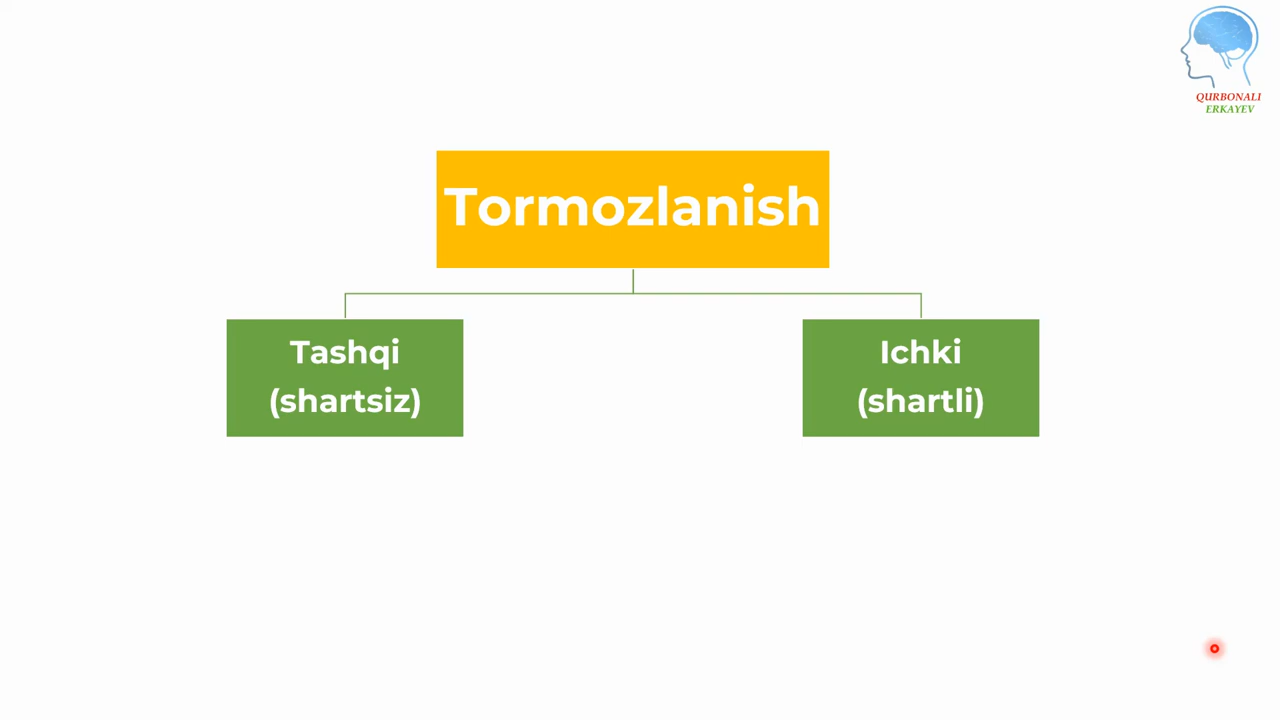 QURBONALI
ERKAYEV
Tormozlanish
Tashqi
(shartsiz)
Ichki
(shartli)